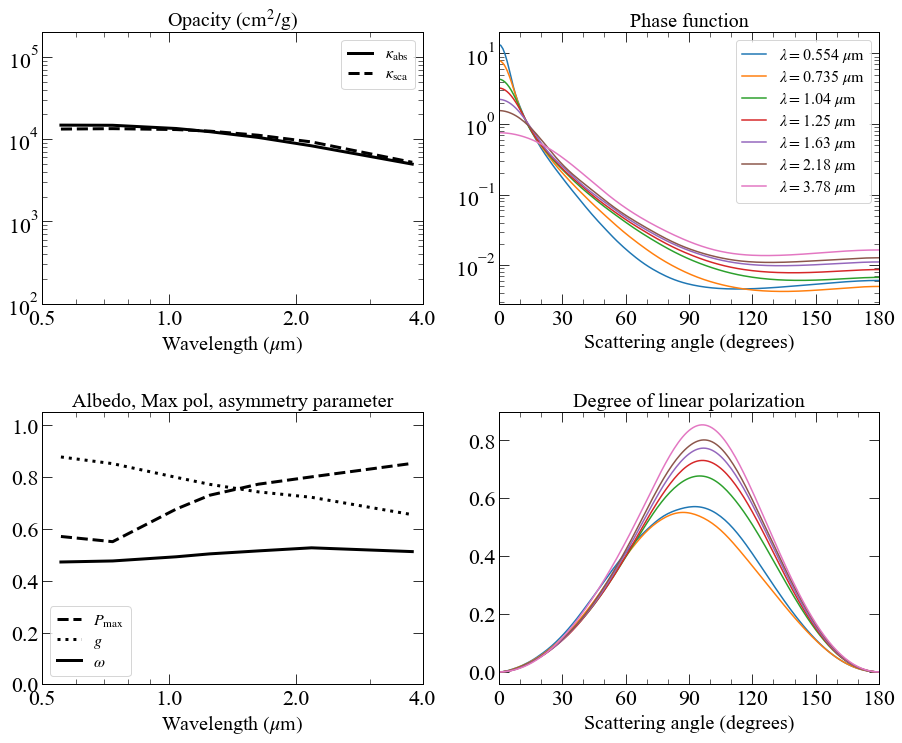 Opacity (cm²/g)
10⁵
10⁴
10³
10²
0.5
1.0
2.0
4.0
Wavelength (μm)
κabs
κsca
Phase function
10¹
10⁰
10⁻¹
10⁻²
0
30
60
90
120
150
180
Scattering angle (degrees)
λ = 0.554 μm
λ = 0.735 μm
λ = 1.04 μm
λ = 1.25 μm
λ = 1.63 μm
λ = 2.18 μm
λ = 3.78 μm
Albedo, Max pol, asymmetry parameter
1.0
0.8
0.6
0.4
0.2
0.0
0.5
1.0
2.0
4.0
Wavelength (μm)
Pmax
g
ω
Degree of linear polarization
0.8
0.6
0.4
0.2
0.0
0
30
60
90
120
150
180
Scattering angle (degrees)